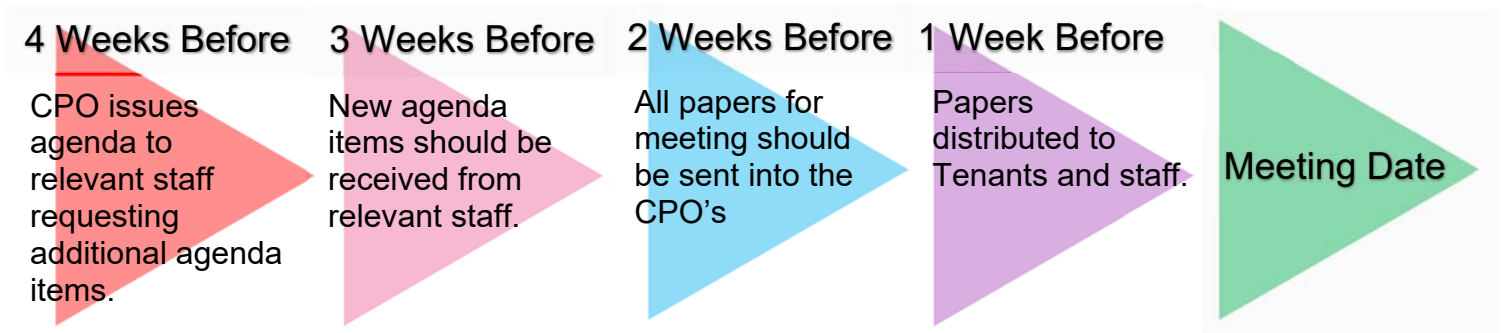 4 Weeks Before
CPO issues
agenda to
relevant staff
requesting
additional agenda
items.
3 Weeks Before
New agenda
items should be
received from
relevant staff.
2 Weeks Before
All papers for
meeting should
be sent into the
CPO’s
1 Week Before
Papers
distributed to
Tenants and staff.
Meeting Date